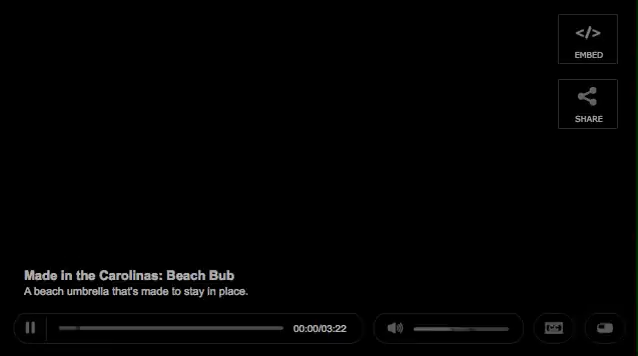 </>
EMBED
SHARE
Made in the Carolinas: Beach Bub
A beach umbrella that's made to stay in place.
00:00/03:22
CC